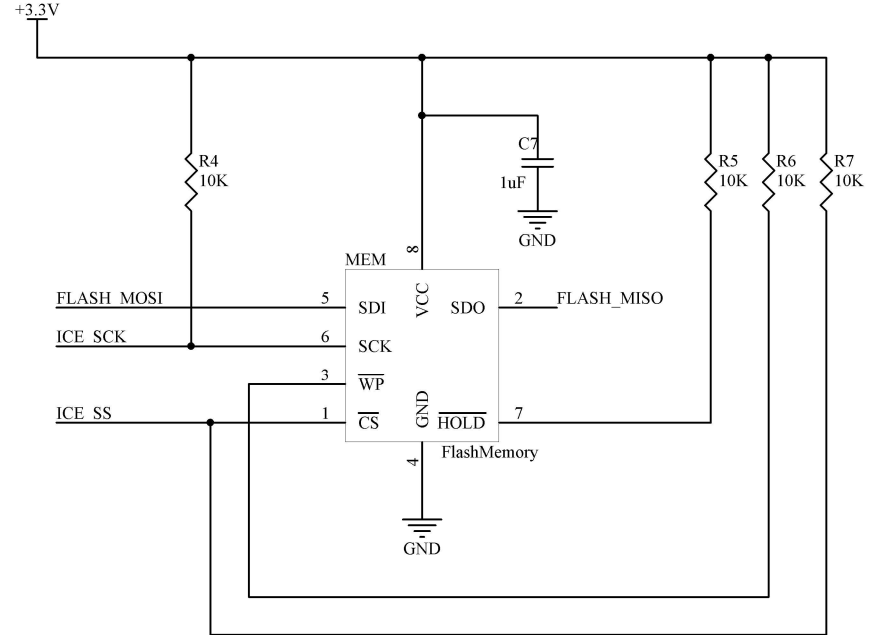 +3.3V
R4
10K
C7
1uF
GND
R5
10K
R6
10K
R7
10K
8
MEM
FLASH_MOSI
5
SDI
VCC
SDO
2
FLASH_MISO
ICE_SCK
6
SCK
3
WP
ICE_SS
1
CS
GND
HOLD
7
4
FlashMemory
GND